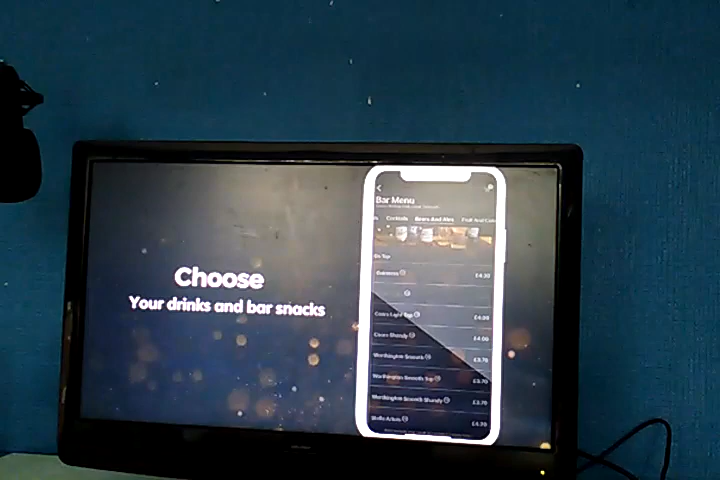 Choose
Your drinks and bar snacks
Bar Menu
Cocktails Beers And Ales Fruit And
On Tap
Guinness £4.30
Coors Light Top £4.00
Coors Shandy £4.00
Worthington Smooth £3.70
Worthington Smooth Top £3.70
Worthington Smooth Shandy £3.70
Stella Artois £4.70